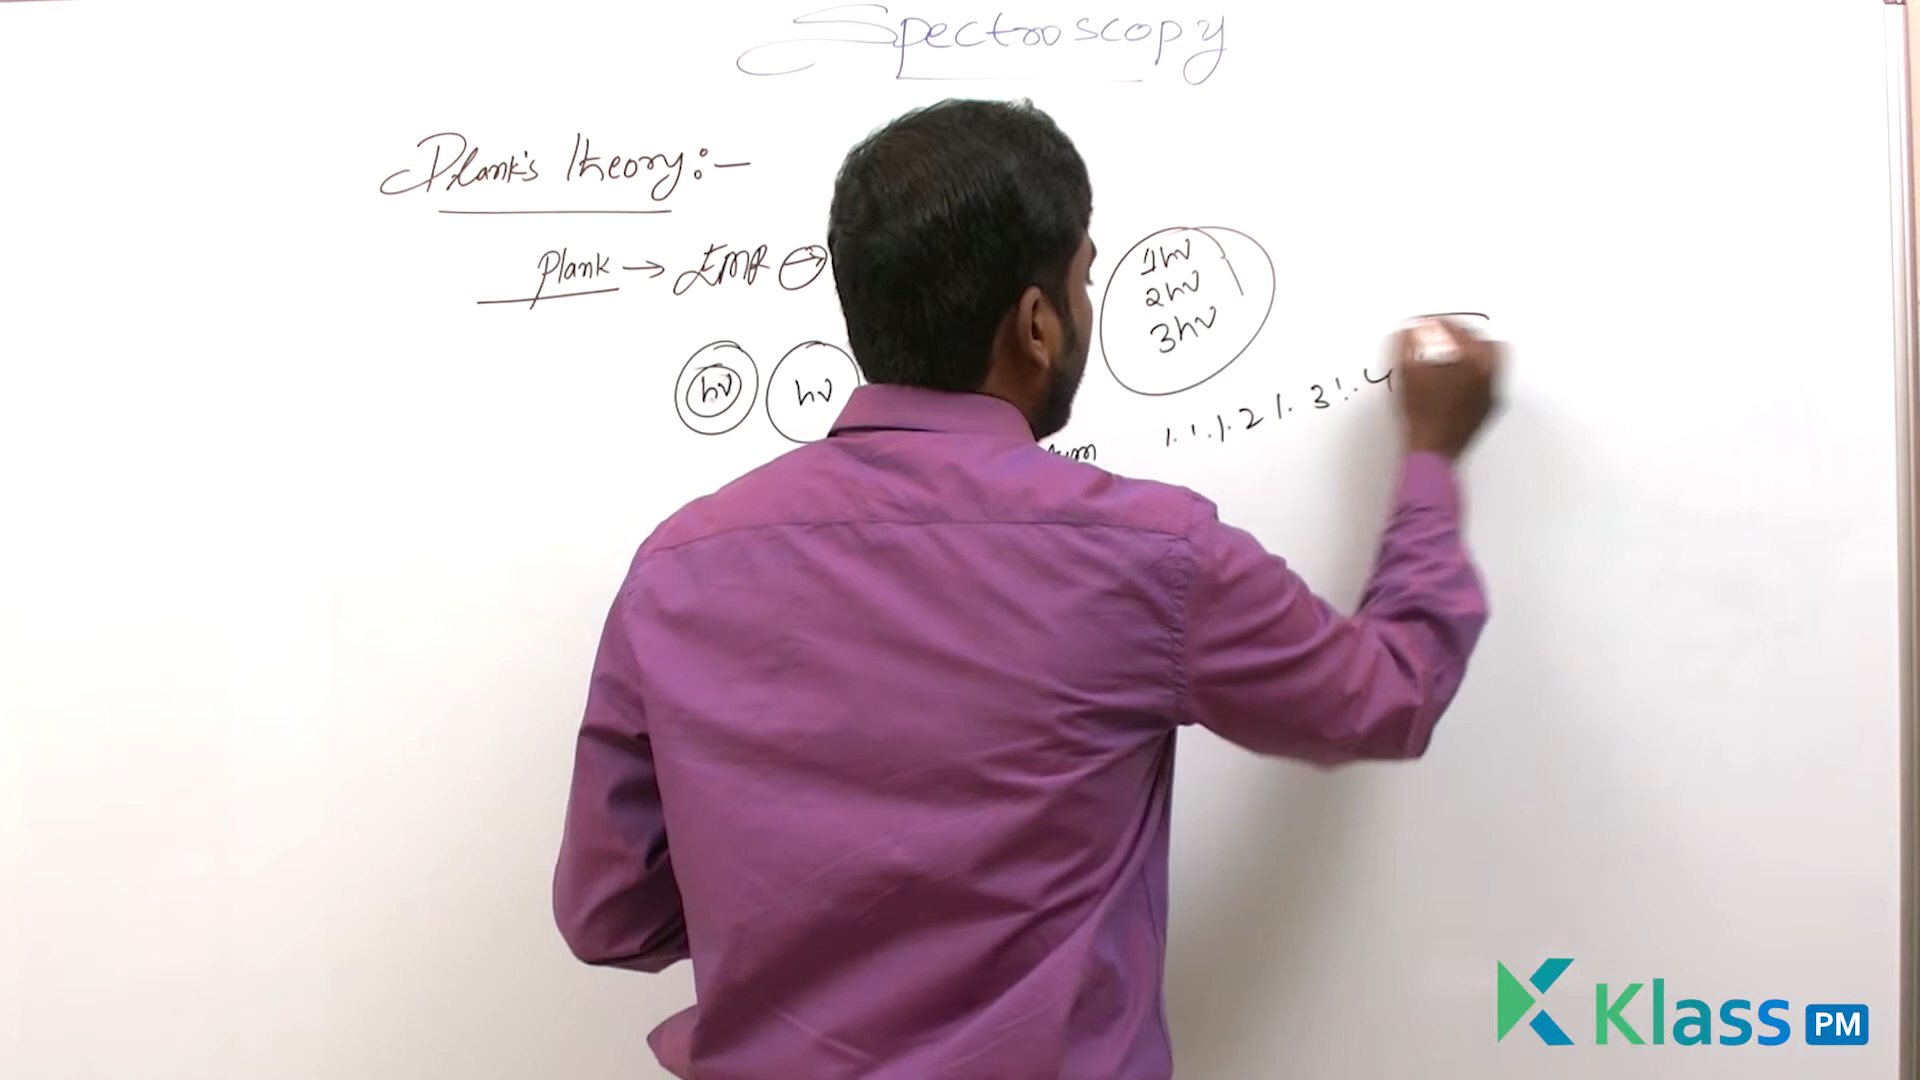 Spectroscopy
Plank's theory:-
Plank → EMR →
1hν
2hν
3hν
hν hν
1.1.1.2 1. 3!.4
Klass PM